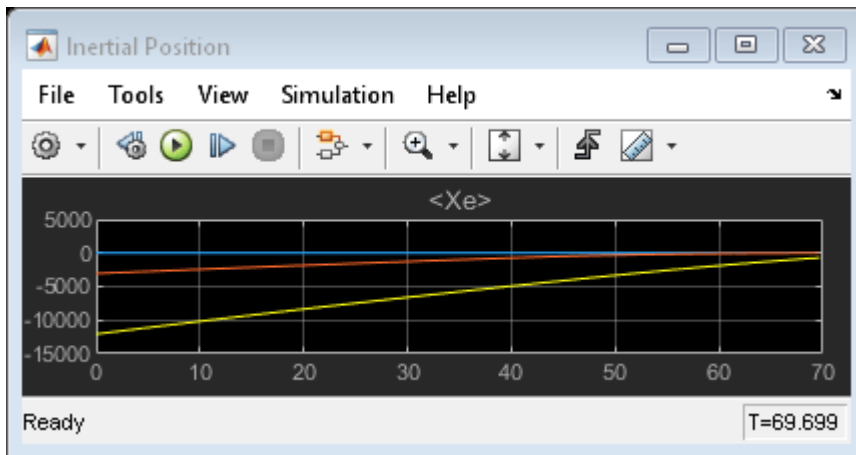 Inertial Position
File Tools View Simulation Help
<Xe>
5000
0
-5000
-10000
-15000
0 10 20 30 40 50 60 70
Ready T=69.699